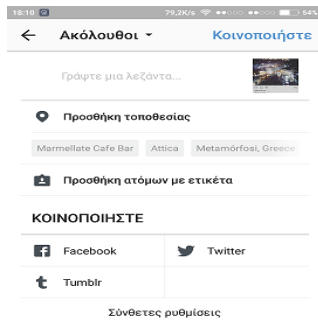 18:10 79,2K/s 54%
Ακόλουθοι Κοινοποιήστε
Γράψτε μια λεζάντα...
Προσθήκη τοποθεσίας
Marmellate Cafe Bar Attica Metamórfosi, Greece
Προσθήκη ατόμων με ετικέτα
ΚΟΙΝΟΠΟΙΗΣΤΕ
Facebook Twitter
Tumblr
Σύνθετες ρυθμίσεις